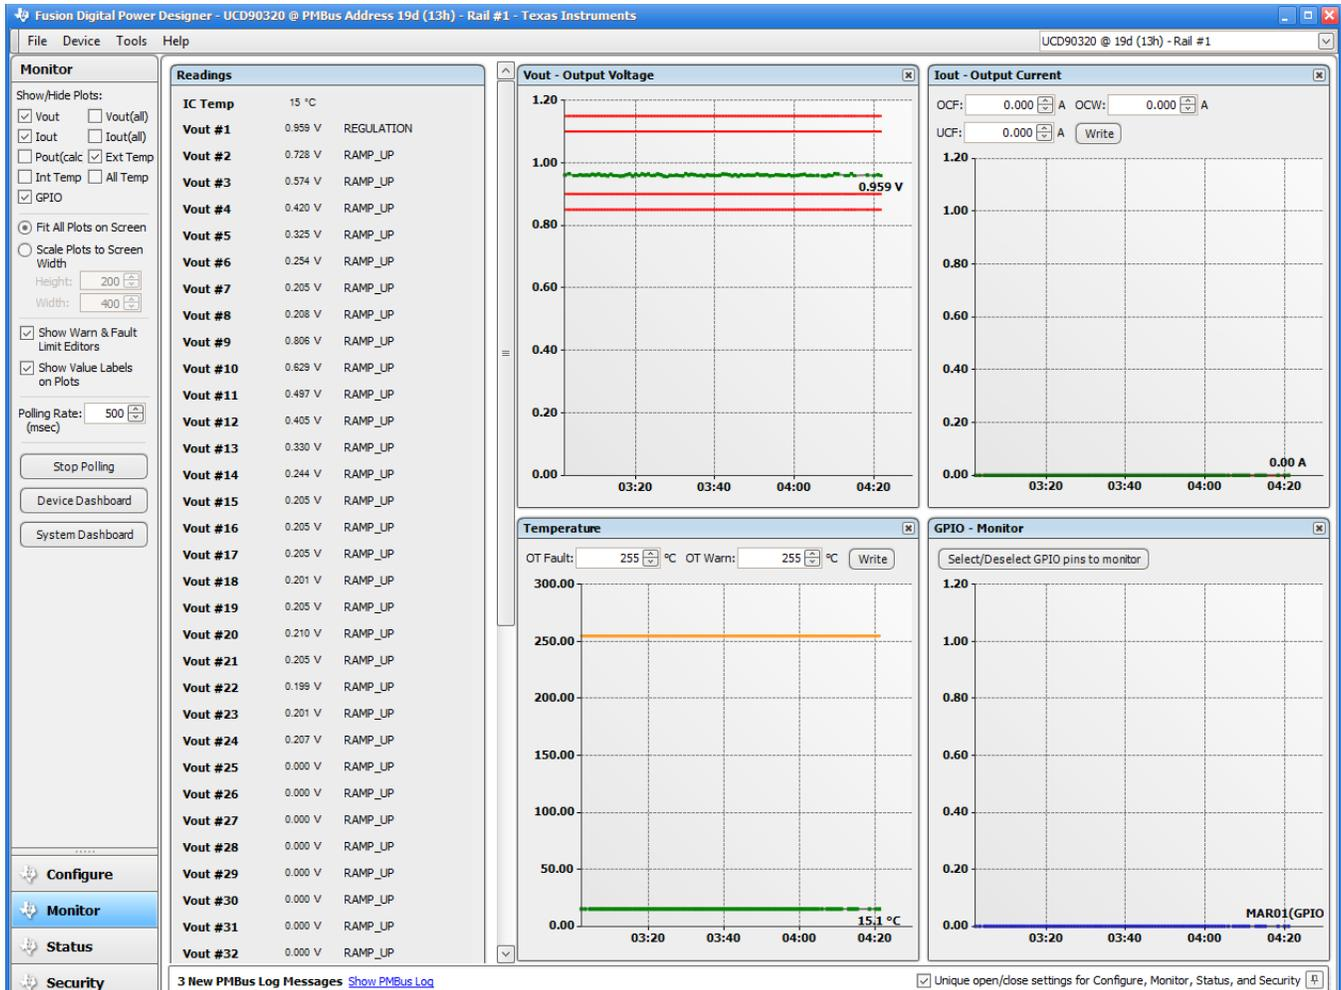 Fusion Digital Power Designer - UCD90320 @ PMBus Address 19d (13h) - Rail #1 - Texas Instruments
File Device Tools Help
UCD90320 @ 19d (13h) - Rail #1
Monitor
Show/Hide Plots:
Vout Vout(all)
Iout Iout(all)
Pout(calc Ext Temp
Int Temp All Temp
GPIO
Fit All Plots on Screen
Scale Plots to Screen
Width
Height: 200
Width: 400
Show Warn & Fault
Limit Editors
Show Value Labels
on Plots
Polling Rate: 500
(msec)
Stop Polling
Device Dashboard
System Dashboard
Configure
Monitor
Status
Security
Readings
IC Temp 15 °C
Vout #1 0.959 V REGULATION
Vout #2 0.728 V RAMP_UP
Vout #3 0.574 V RAMP_UP
Vout #4 0.420 V RAMP_UP
Vout #5 0.325 V RAMP_UP
Vout #6 0.254 V RAMP_UP
Vout #7 0.205 V RAMP_UP
Vout #8 0.208 V RAMP_UP
Vout #9 0.806 V RAMP_UP
Vout #10 0.629 V RAMP_UP
Vout #11 0.497 V RAMP_UP
Vout #12 0.405 V RAMP_UP
Vout #13 0.330 V RAMP_UP
Vout #14 0.244 V RAMP_UP
Vout #15 0.205 V RAMP_UP
Vout #16 0.205 V RAMP_UP
Vout #17 0.205 V RAMP_UP
Vout #18 0.201 V RAMP_UP
Vout #19 0.205 V RAMP_UP
Vout #20 0.210 V RAMP_UP
Vout #21 0.205 V RAMP_UP
Vout #22 0.199 V RAMP_UP
Vout #23 0.201 V RAMP_UP
Vout #24 0.207 V RAMP_UP
Vout #25 0.000 V RAMP_UP
Vout #26 0.000 V RAMP_UP
Vout #27 0.000 V RAMP_UP
Vout #28 0.000 V RAMP_UP
Vout #29 0.000 V RAMP_UP
Vout #30 0.000 V RAMP_UP
Vout #31 0.000 V RAMP_UP
Vout #32 0.000 V RAMP_UP
Vout - Output Voltage
1.20
1.00
0.959 V
0.80
0.60
0.40
0.20
0.00
03:20 03:40 04:00 04:20
Iout - Output Current
OCF: 0.000 A OCW: 0.000 A
UCF: 0.000 A Write
1.20
1.00
0.80
0.60
0.40
0.20
0.00 A
0.00
03:20 03:40 04:00 04:20
Temperature
OT Fault: 255 °C OT Warn: 255 °C Write
300.00
250.00
200.00
150.00
100.00
50.00
15.1 °C
0.00
03:20 03:40 04:00 04:20
GPIO - Monitor
Select/Deselect GPIO pins to monitor
1.20
1.00
0.80
0.60
0.40
0.20
MAR01(GPIO
0.00
03:20 03:40 04:00 04:20
3 New PMBus Log Messages Show PMBus Log
Unique open/close settings for Configure, Monitor, Status, and Security